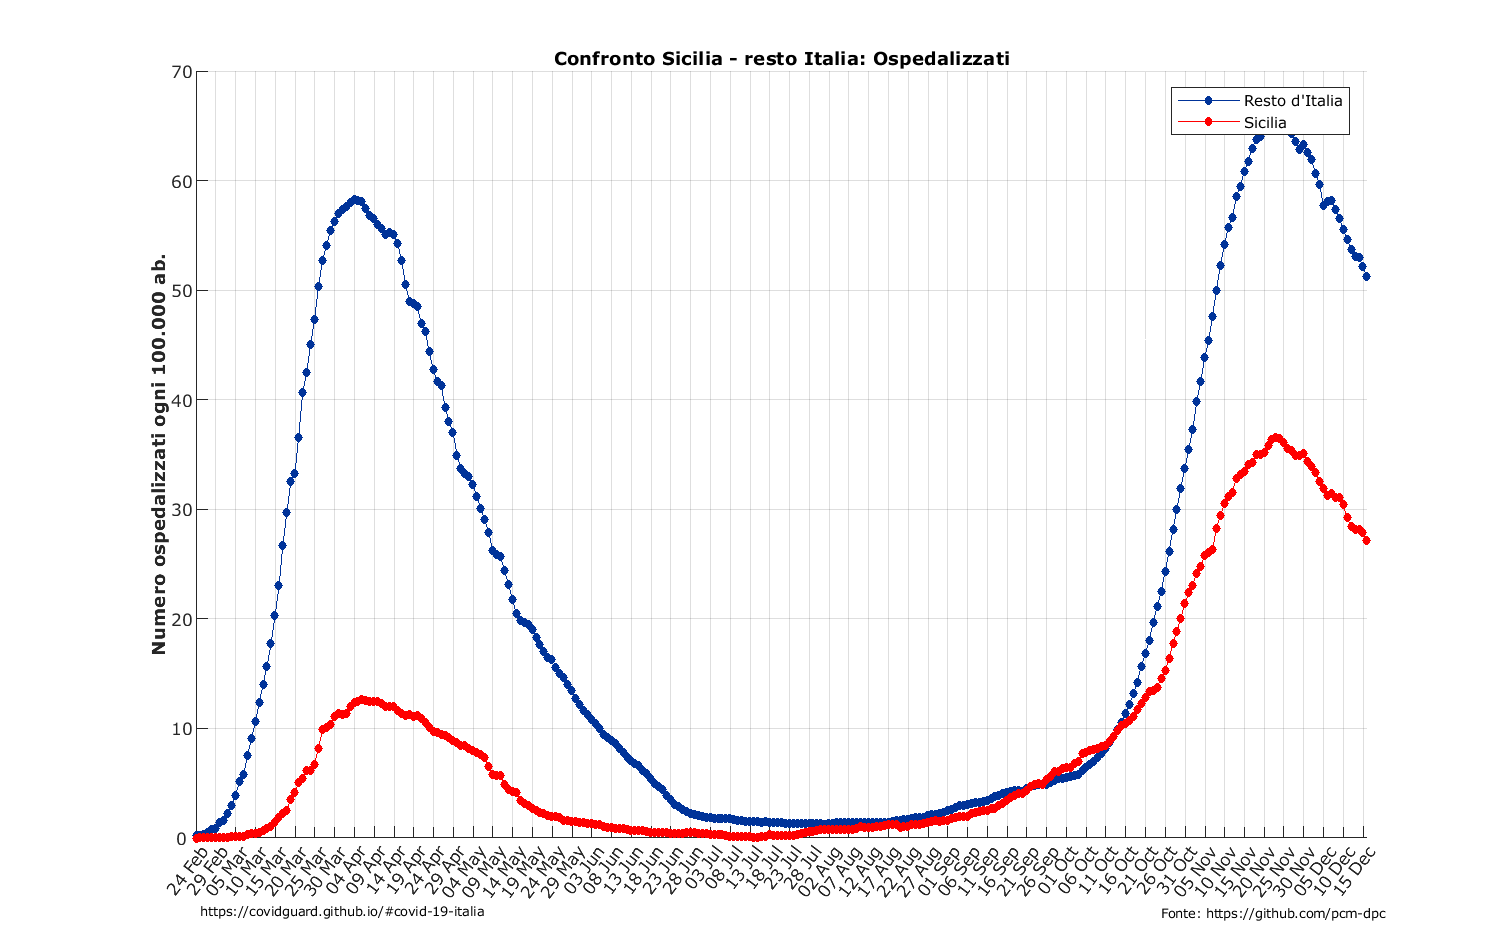 Confronto Sicilia - resto Italia: Ospedalizzati
Resto d'Italia
Sicilia
Numero ospedalizzati ogni 100.000 ab.
70
60
50
40
30
20
10
0
24 Feb
29 Feb
05 Mar
10 Mar
15 Mar
20 Mar
25 Mar
30 Mar
04 Apr
09 Apr
14 Apr
19 Apr
24 Apr
29 Apr
04 May
09 May
14 May
19 May
24 May
29 May
03 Jun
08 Jun
13 Jun
18 Jun
23 Jun
28 Jun
03 Jul
08 Jul
13 Jul
18 Jul
23 Jul
28 Jul
02 Aug
07 Aug
12 Aug
17 Aug
22 Aug
27 Aug
01 Sep
06 Sep
11 Sep
16 Sep
21 Sep
26 Sep
01 Oct
06 Oct
11 Oct
16 Oct
21 Oct
26 Oct
31 Oct
05 Nov
10 Nov
15 Nov
20 Nov
25 Nov
30 Nov
05 Dec
10 Dec
15 Dec
https://covidguard.github.io/#covid-19-italia
Fonte: https://github.com/pcm-dpc